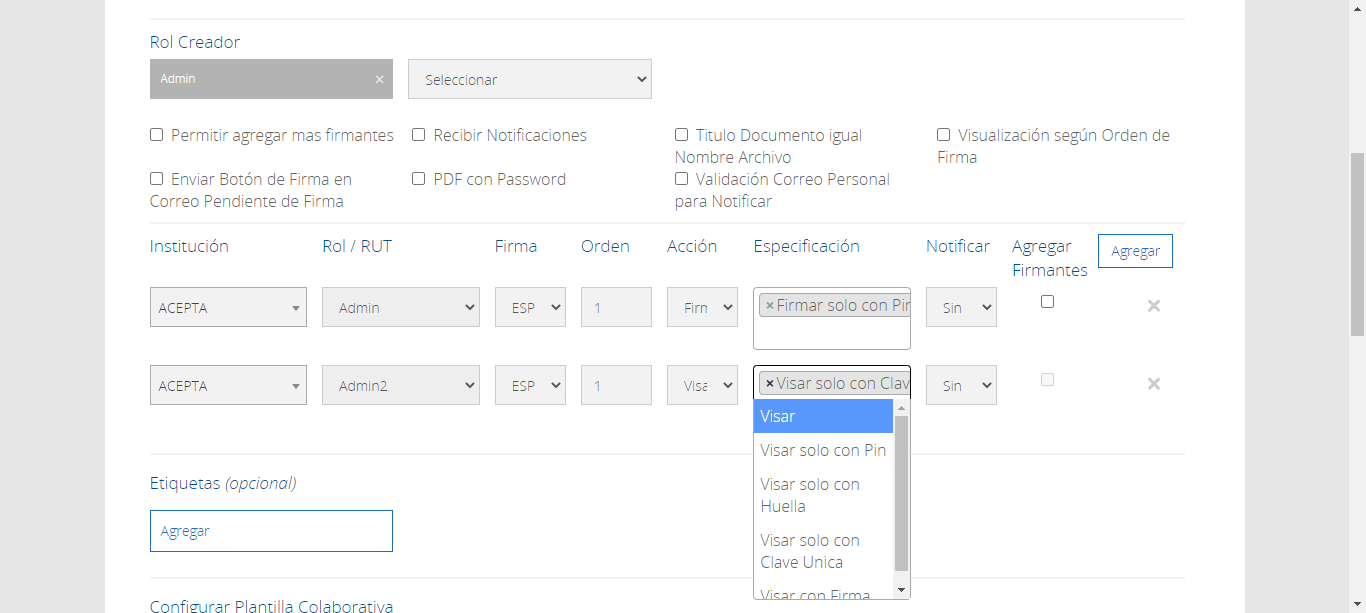 Rol Creador
Admin ×
Seleccionar
Permitir agregar mas firmantes
Recibir Notificaciones
Titulo Documento igual
Nombre Archivo
Visualización según Orden de
Firma
Enviar Botón de Firma en
Correo Pendiente de Firma
PDF con Password
Validación Correo Personal
para Notificar
Institución Rol / RUT Firma Orden Acción Especificación Notificar Agregar
Firmantes
Agregar
ACEPTA Admin ESP 1 Firm ×Firmar solo con Pin Sin ×
ACEPTA Admin2 ESP 1 Visa ×Visar solo con Clav Sin ×
Visar
Visar solo con Pin
Visar solo con
Huella
Visar solo con
Clave Unica
Visar con Firma
Etiquetas (opcional)
Agregar
Configurar Plantilla Colaborativa